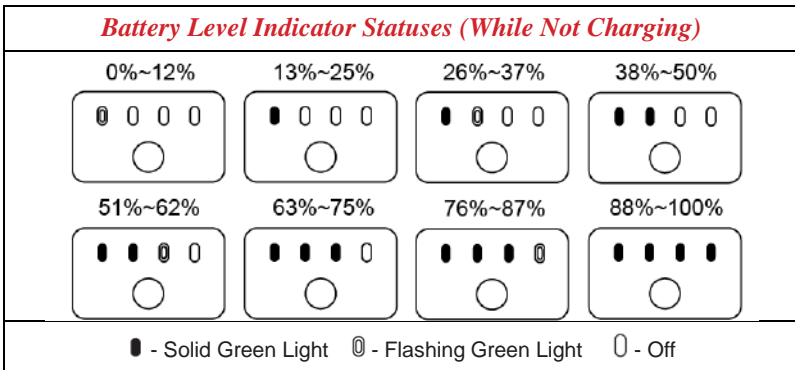 Battery Level Indicator Statuses (While Not Charging)
0%~12% 13%~25% 26%~37% 38%~50%
51%~62% 63%~75% 76%~87% 88%~100%
- Solid Green Light - Flashing Green Light - Off